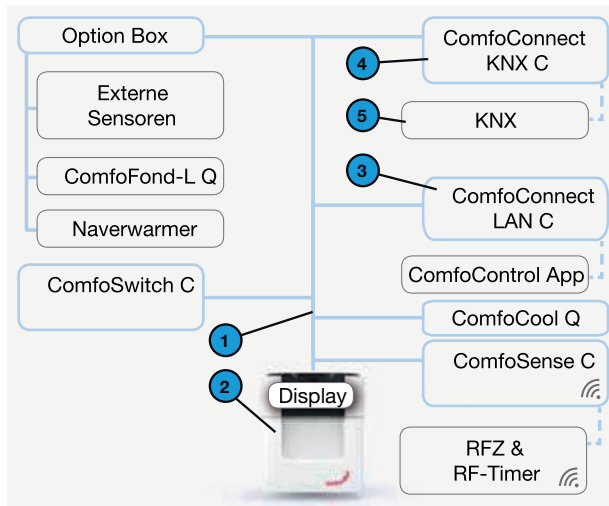 Option Box
Externe
Sensoren
ComfoFond-L Q
Naverwarmer
ComfoSwitch C
ComfoConnect
KNX C
4
5
KNX
3
ComfoConnect
LAN C
ComfoControl App
ComfoCool Q
1
ComfoSense C
2
Display
RFZ &
RF-Timer